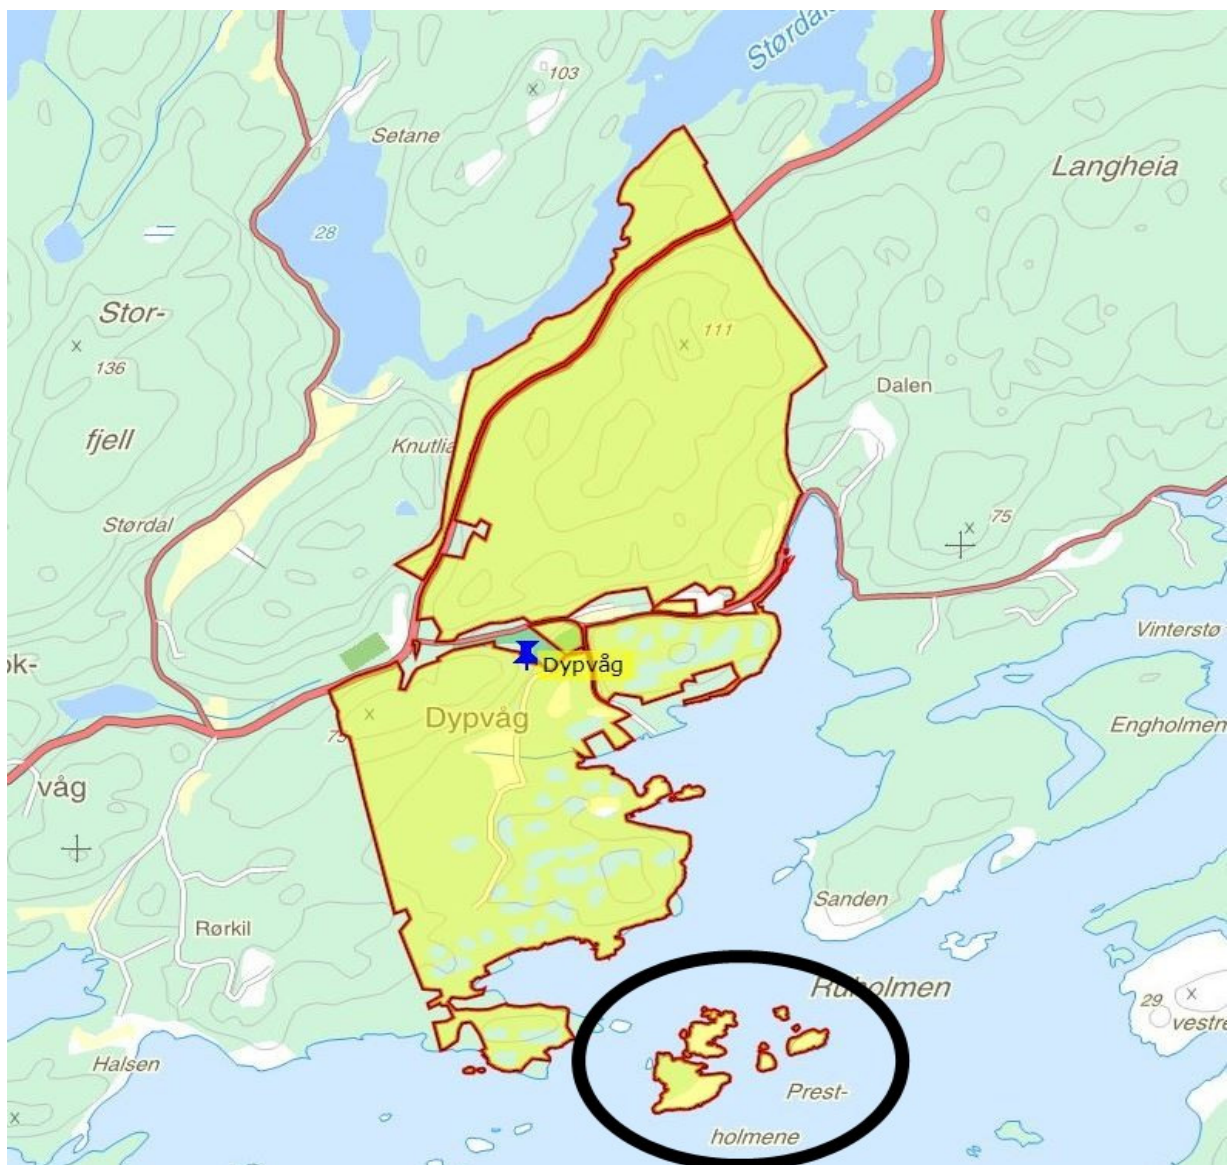 Størdal
103
Setane
Langheia
28
Stor-
111
136
Dalen
fjell
Knutlia
Størdal
75
Vinterstø
ok-
Dypvåg
Dypvåg
Engholmen
75
våg
Sanden
Rørkil
Ruholmen
29
vestre
Halsen
Prest-
holmene